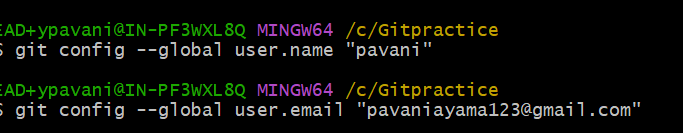 EAD+ypavani@IN-PF3WXL8Q MINGW64 /c/Gitpractice
$ git config --global user.name "pavani"
EAD+ypavani@IN-PF3WXL8Q MINGW64 /c/Gitpractice
$ git config --global user.email "pavaniayama123@gmail.com"